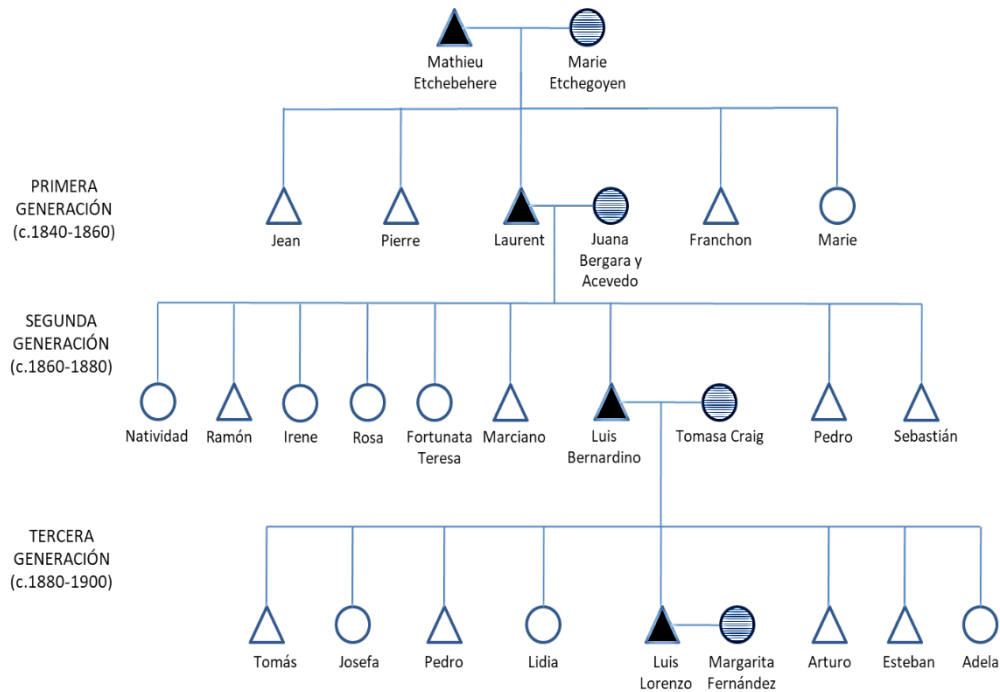 Mathieu
Etchebehere
Marie
Etchegoyen
PRIMERA
GENERACIÓN
(c.1840-1860)
Jean
Pierre
Laurent
Juana
Bergara y
Acevedo
Franchon
Marie
SEGUNDA
GENERACIÓN
(c.1860-1880)
Natividad
Ramón
Irene
Rosa
Fortunata
Teresa
Marciano
Luis
Bernardino
Tomasa Craig
Pedro
Sebastián
TERCERA
GENERACIÓN
(c.1880-1900)
Tomás
Josefa
Pedro
Lidia
Luis
Lorenzo
Margarita
Fernández
Arturo
Esteban
Adela